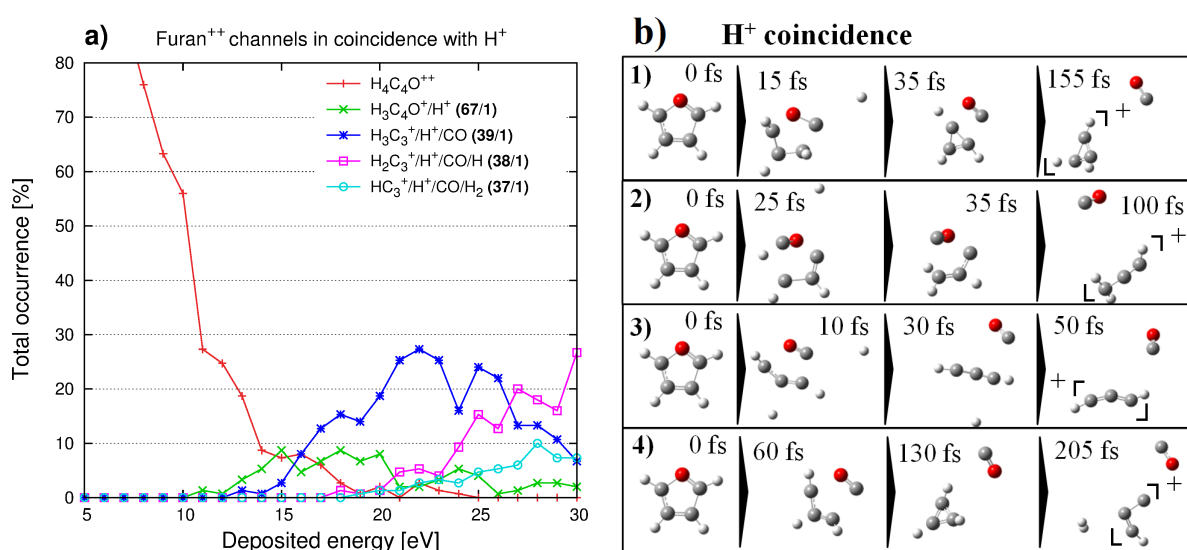 a) Furan++ channels in coincidence with H+
Total occurrence [%]
80
70
60
50
40
30
20
10
0
5
10
15
20
25
30
Deposited energy [eV]
H4C4O++
H3C4O+/H+ (67/1)
H3C3+/H+/CO (39/1)
H2C3+/H+/CO/H (38/1)
HC3+/H+/CO/H2 (37/1)
b) H+ coincidence
1) 0 fs 15 fs 35 fs 155 fs +
2) 0 fs 25 fs 35 fs 100 fs +
3) 0 fs 10 fs 30 fs 50 fs +
4) 0 fs 60 fs 130 fs 205 fs +